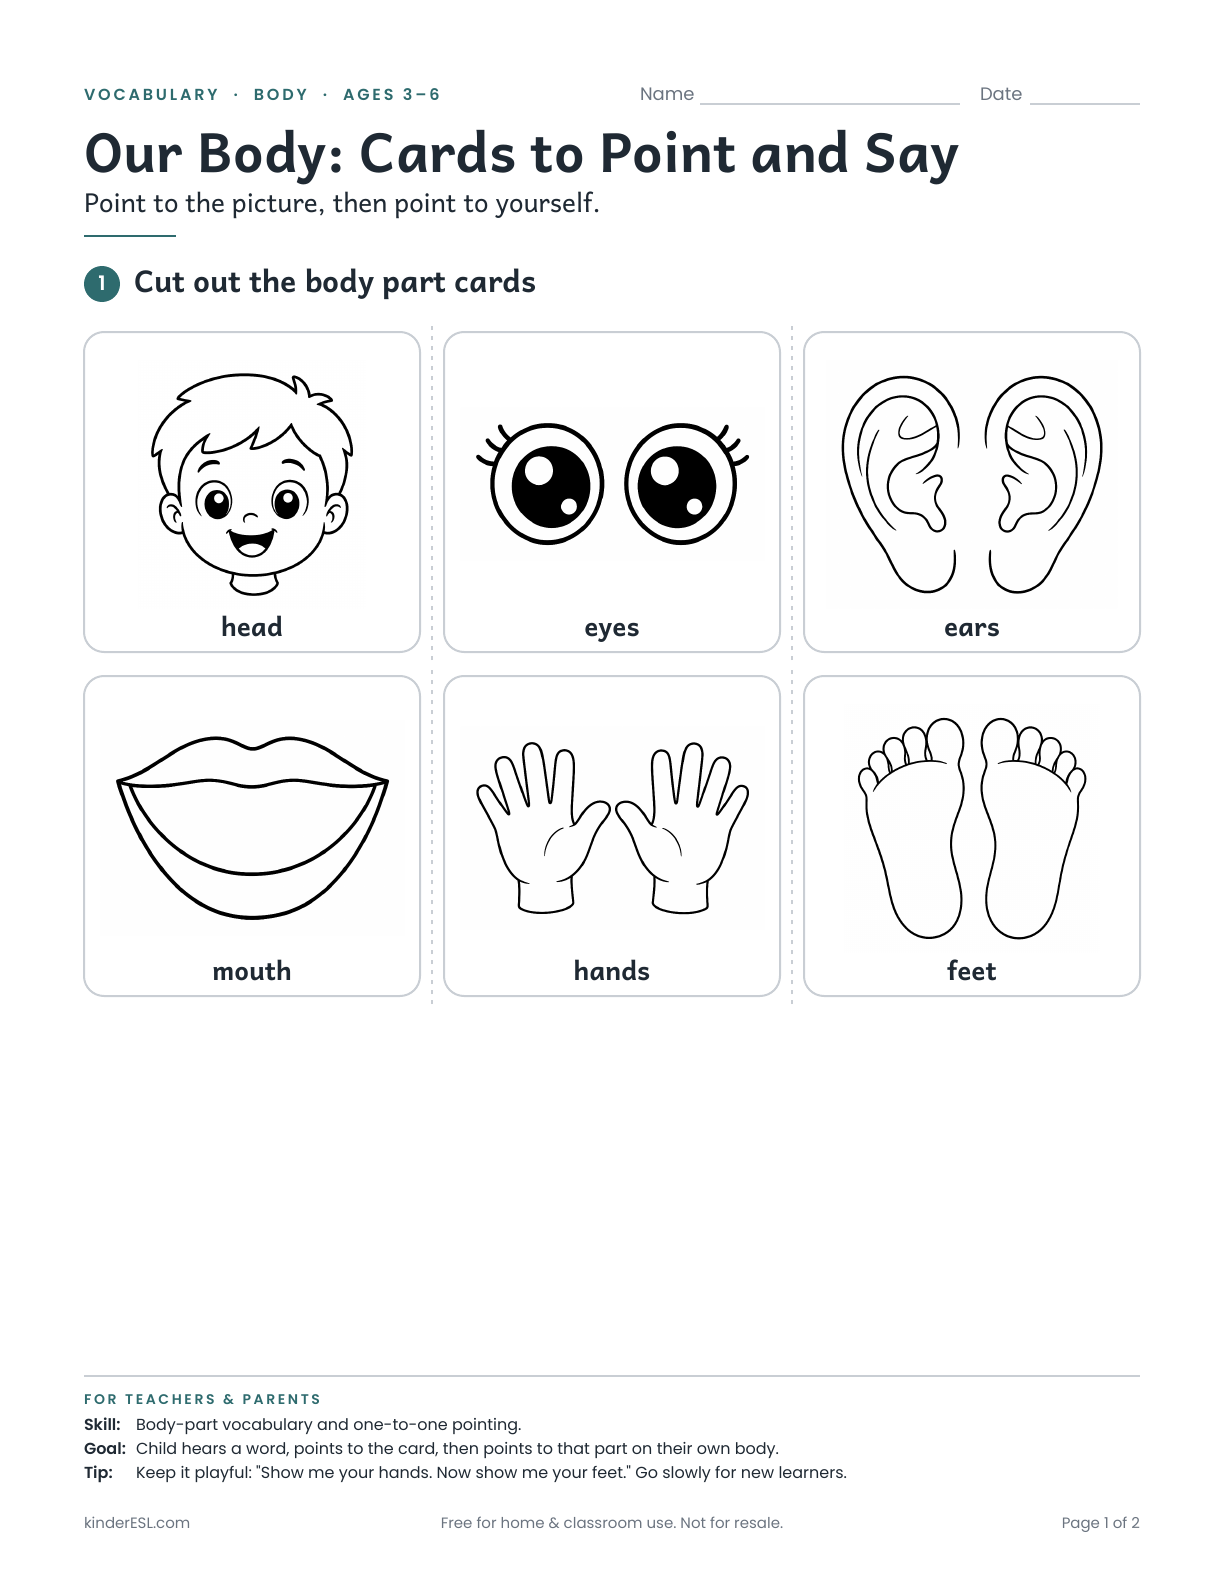 VOCABULARY · BODY · AGES 3–6
Name
Date
Our Body: Cards to Point and Say
Point to the picture, then point to yourself.
1 Cut out the body part cards
head
eyes
ears
mouth
hands
feet
FOR TEACHERS & PARENTS
Skill: Body-part vocabulary and one-to-one pointing.
Goal: Child hears a word, points to the card, then points to that part on their own body.
Tip: Keep it playful: "Show me your hands. Now show me your feet." Go slowly for new learners.
kinderESL.com
Free for home & classroom use. Not for resale.
Page 1 of 2